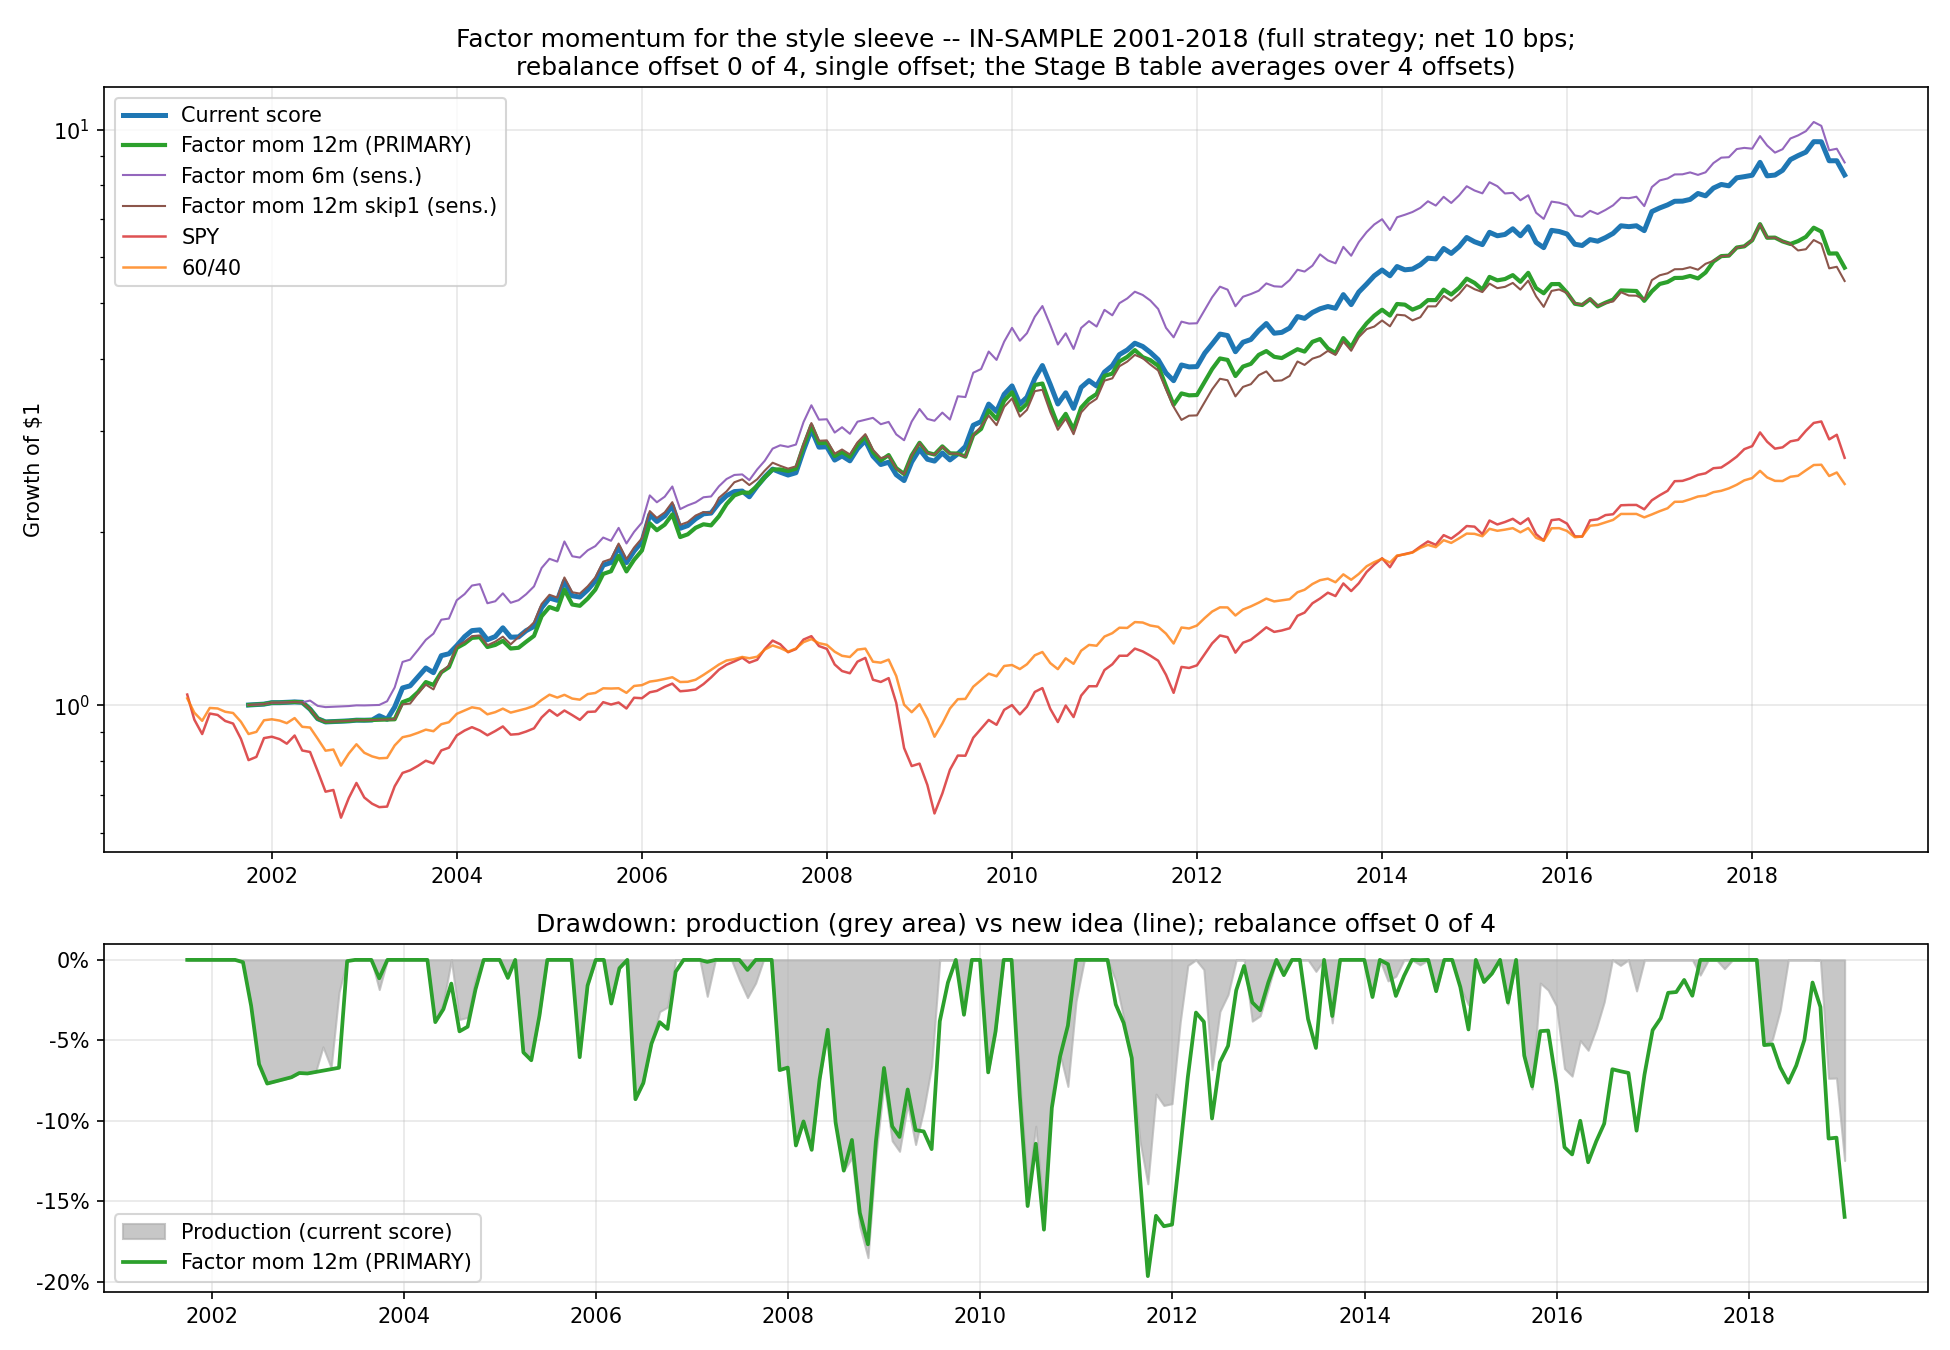 Factor momentum for the style sleeve -- IN-SAMPLE 2001-2018 (full strategy; net 10 bps;
rebalance offset 0 of 4, single offset; the Stage B table averages over 4 offsets)
Current score
Factor mom 12m (PRIMARY)
Factor mom 6m (sens.)
Factor mom 12m skip1 (sens.)
SPY
60/40
Growth of $1
10¹
10⁰
2002 2004 2006 2008 2010 2012 2014 2016 2018
Drawdown: production (grey area) vs new idea (line); rebalance offset 0 of 4
0%
-5%
-10%
-15%
-20%
Production (current score)
Factor mom 12m (PRIMARY)
2002 2004 2006 2008 2010 2012 2014 2016 2018